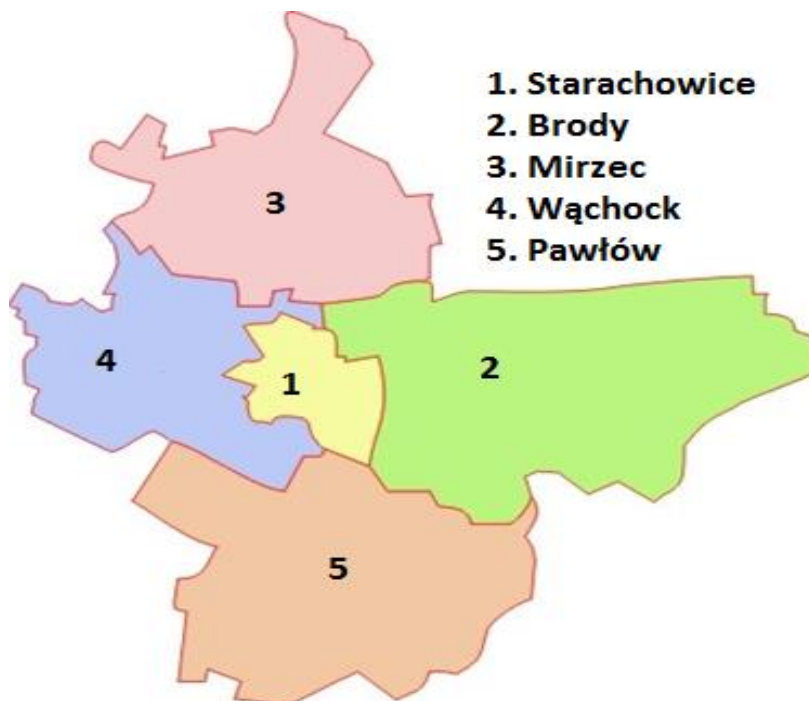 1. Starachowice
2. Brody
3. Mirzec
4. Wąchock
5. Pawłów
3
4
1
2
5